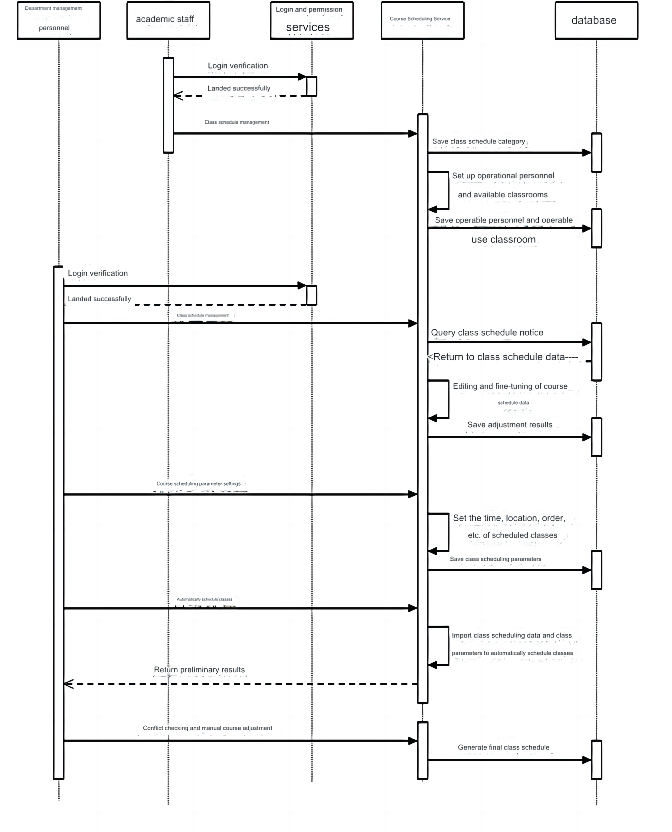 Department management
personnel
academic staff
Login and permission
services
Course Scheduling Service
database
Login verification
Landed successfully
Class schedule management
Save class schedule category
Set up operational personnel
and available classrooms
Save operable personnel and operable
use classroom
Login verification
Landed successfully
Class schedule management
Query class schedule notice
<Return to class schedule data----
Editing and fine-tuning of course
schedule data
Save adjustment results
Course scheduling parameter settings
Set the time, location, order,
etc. of scheduled classes
Save class scheduling parameters
Automatically schedule classes
Import class scheduling data and class
parameters to automatically schedule classes
Return preliminary results
Conflict checking and manual course adjustment
Generate final class schedule